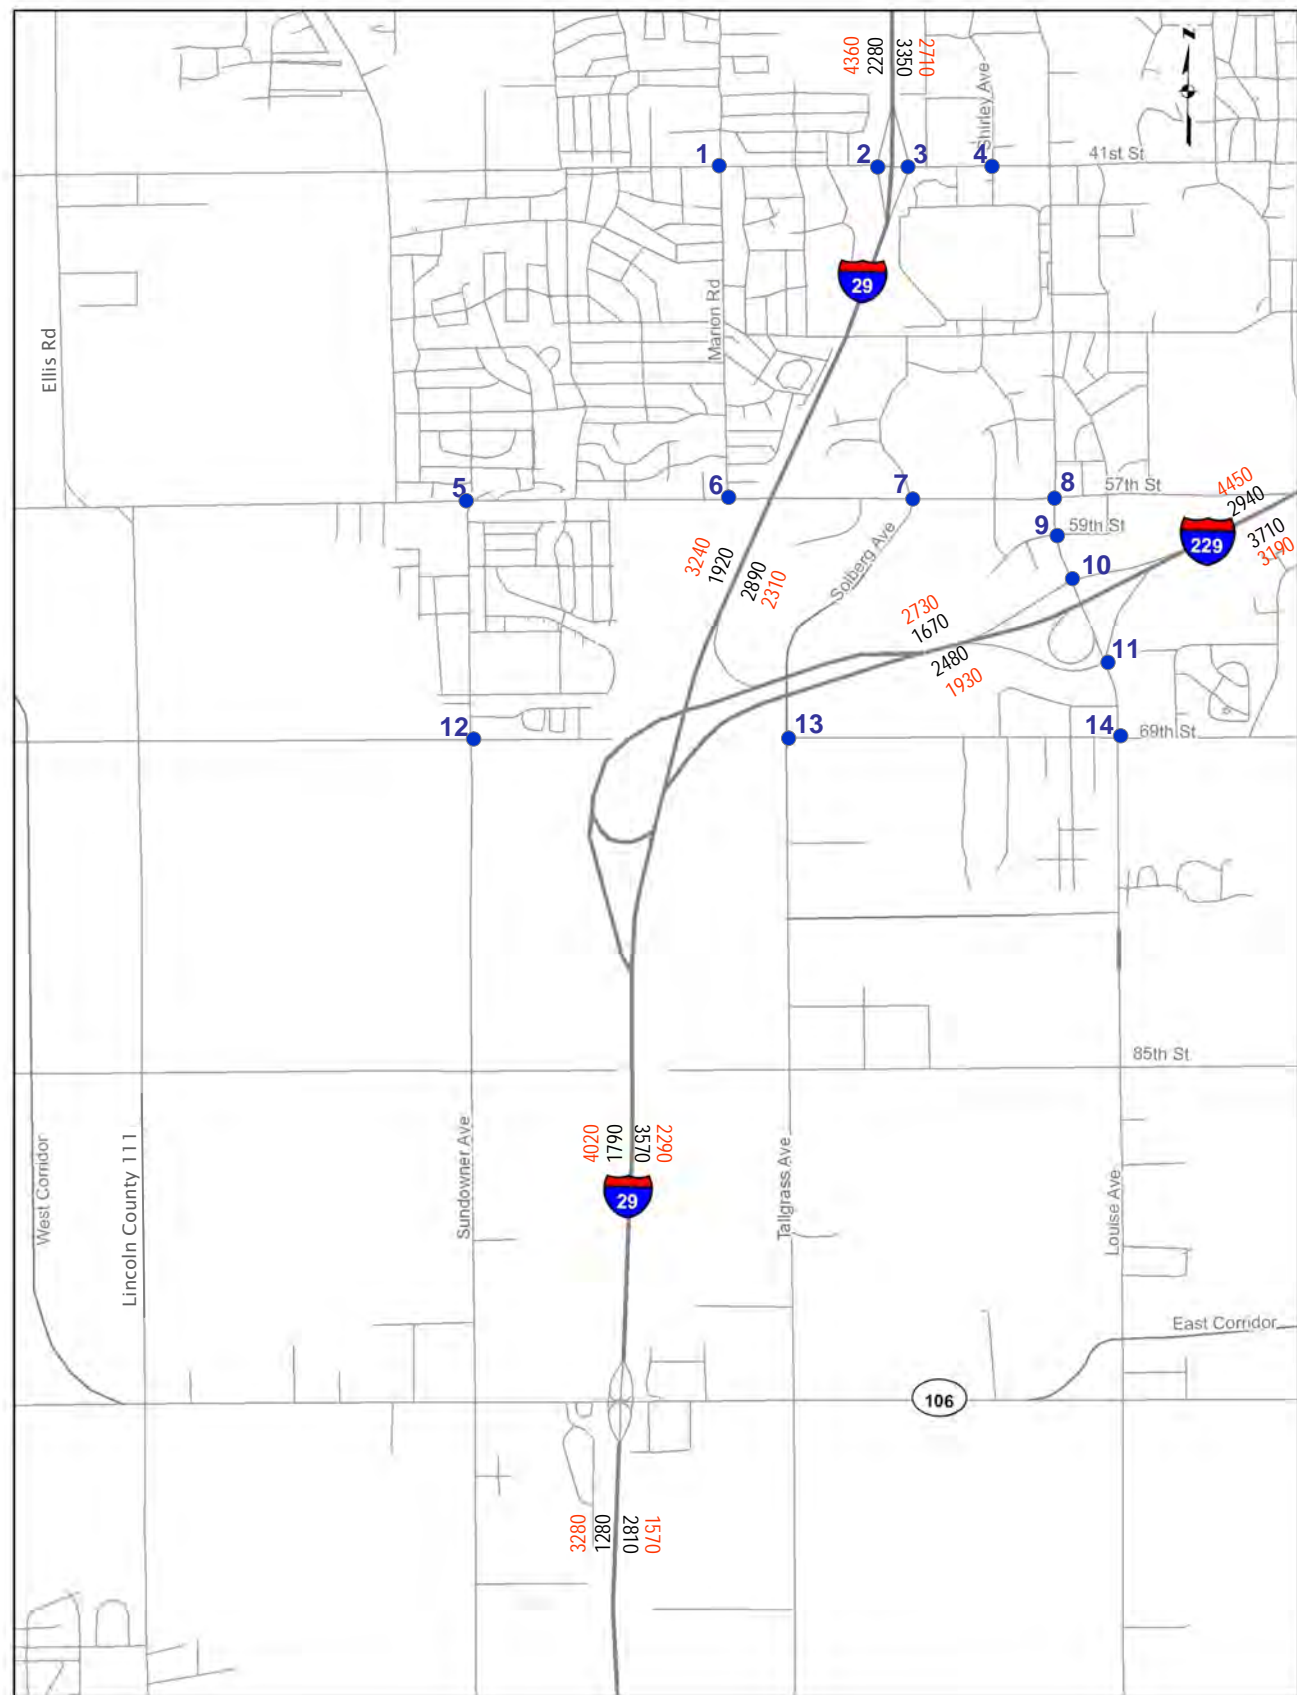 4360
2280
3350
2710
Shirley Ave
N
1
2
3
4
41st St
29
Marion Rd
Ellis Rd
5
6
7
8
57th St
4450
2940
3710
3190
9
59th St
229
10
3240
1920
2890
2310
Solberg Ave
2730
1670
2480
1930
11
12
13
14
69th St
85th St
West Corridor
Lincoln County 111
Sundowner Ave
4020
1790
3570
2290
29
Tallgrass Ave
Louise Ave
East Corridor
106
3280
1280
2810
1570